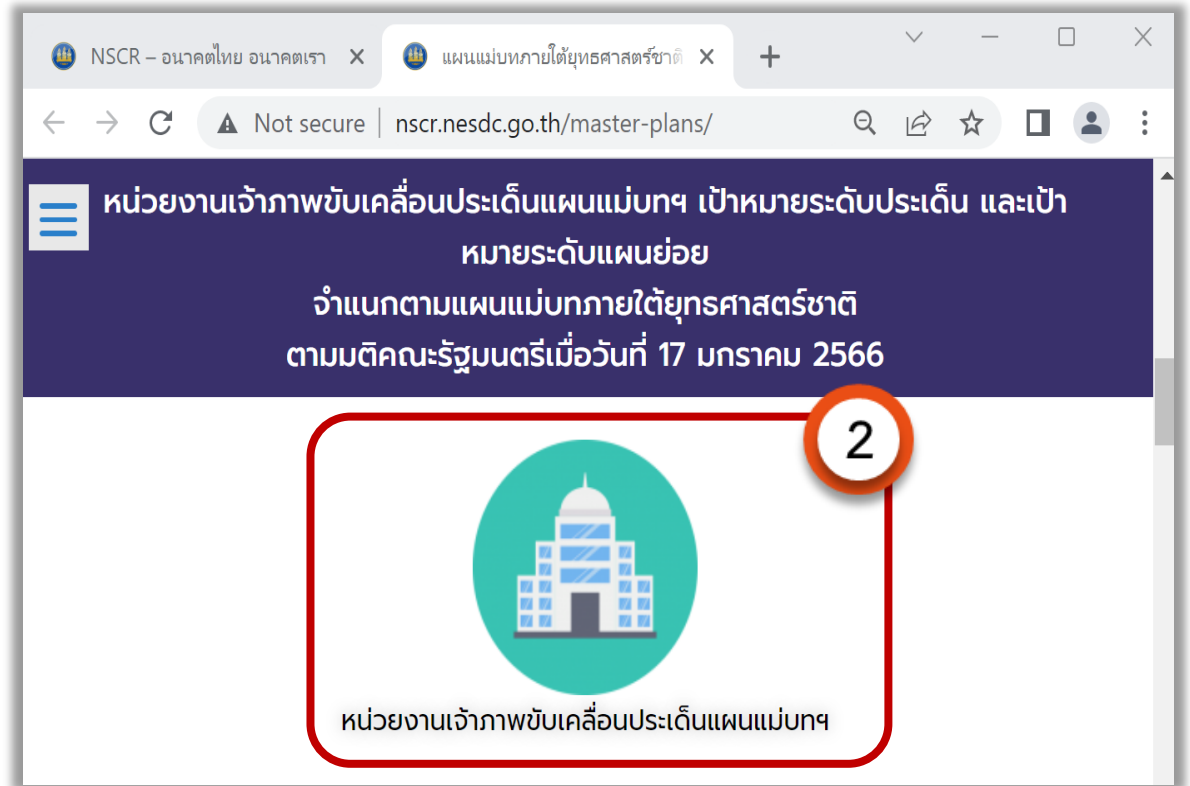 NSCR – อนาคตไทย อนาคตเรา
แผนแม่บทภายใต้ยุทธศาสตร์ชาติ
Not secure nscr.nesdc.go.th/master-plans/
หน่วยงานเจ้าภาพขับเคลื่อนประเด็นแผนแม่บทฯ เป้าหมายระดับประเด็น และเป้า
หมายระดับแผนย่อย
จำแนกตามแผนแม่บทภายใต้ยุทธศาสตร์ชาติ
ตามมติคณะรัฐมนตรีเมื่อวันที่ 17 มกราคม 2566
2
หน่วยงานเจ้าภาพขับเคลื่อนประเด็นแผนแม่บทฯ